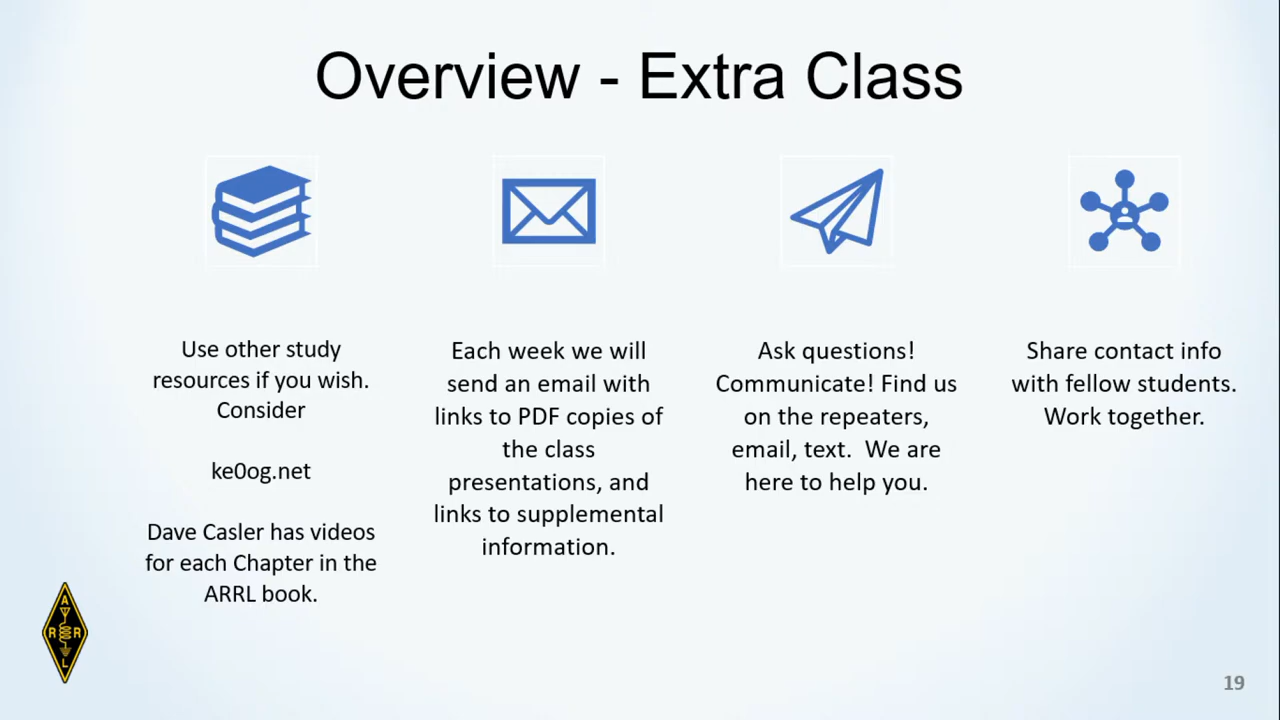 Overview - Extra Class
Use other study
resources if you wish.
Consider
ke0og.net
Dave Casler has videos
for each Chapter in the
ARRL book.
Each week we will
send an email with
links to PDF copies of
the class
presentations, and
links to supplemental
information.
Ask questions!
Communicate! Find us
on the repeaters,
email, text.  We are
here to help you.
Share contact info
with fellow students.
Work together.
A
R R
L
19